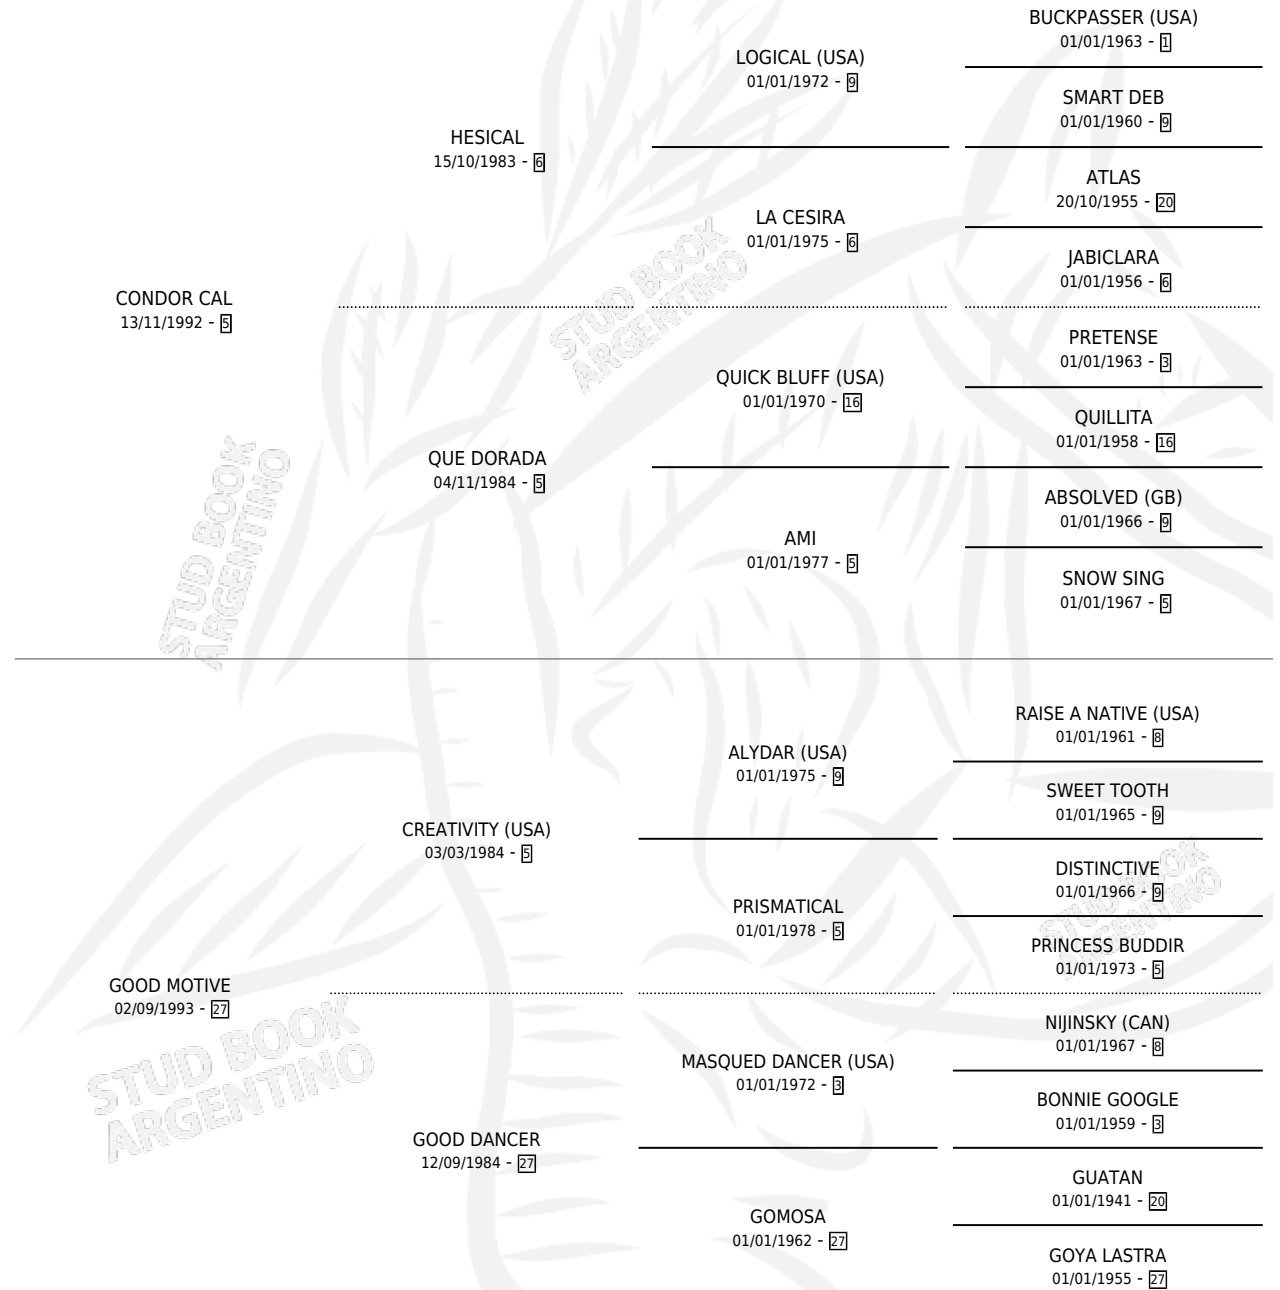 BUCKPASSER (USA)
01/01/1963 - 1
LOGICAL (USA)
01/01/1972 - 9
SMART DEB
01/01/1960 - 9
HESICAL
15/10/1983 - 6
ATLAS
20/10/1955 - 20
LA CESIRA
01/01/1975 - 6
JABICLARA
01/01/1956 - 6
CONDOR CAL
13/11/1992 - 5
PRETENSE
01/01/1963 - 3
QUICK BLUFF (USA)
01/01/1970 - 16
QUILLITA
01/01/1958 - 16
QUE DORADA
04/11/1984 - 5
ABSOLVED (GB)
01/01/1966 - 9
AMI
01/01/1977 - 5
SNOW SING
01/01/1967 - 5
RAISE A NATIVE (USA)
01/01/1961 - 8
ALYDAR (USA)
01/01/1975 - 9
SWEET TOOTH
01/01/1965 - 9
CREATIVITY (USA)
03/03/1984 - 5
DISTINCTIVE
01/01/1966 - 9
PRISMATICAL
01/01/1978 - 5
PRINCESS BUDDIR
01/01/1973 - 5
GOOD MOTIVE
02/09/1993 - 27
NIJINSKY (CAN)
01/01/1967 - 8
MASQUED DANCER (USA)
01/01/1972 - 3
BONNIE GOOGLE
01/01/1959 - 3
GOOD DANCER
12/09/1984 - 27
GUATAN
01/01/1941 - 20
GOMOSA
01/01/1962 - 27
GOYA LASTRA
01/01/1955 - 27
STUD BOOK
ARGENTINO
STUD BOOK
ARGENTINO
STUD BOOK
ARGENTINO
STUD BOOK
ARGENTINO